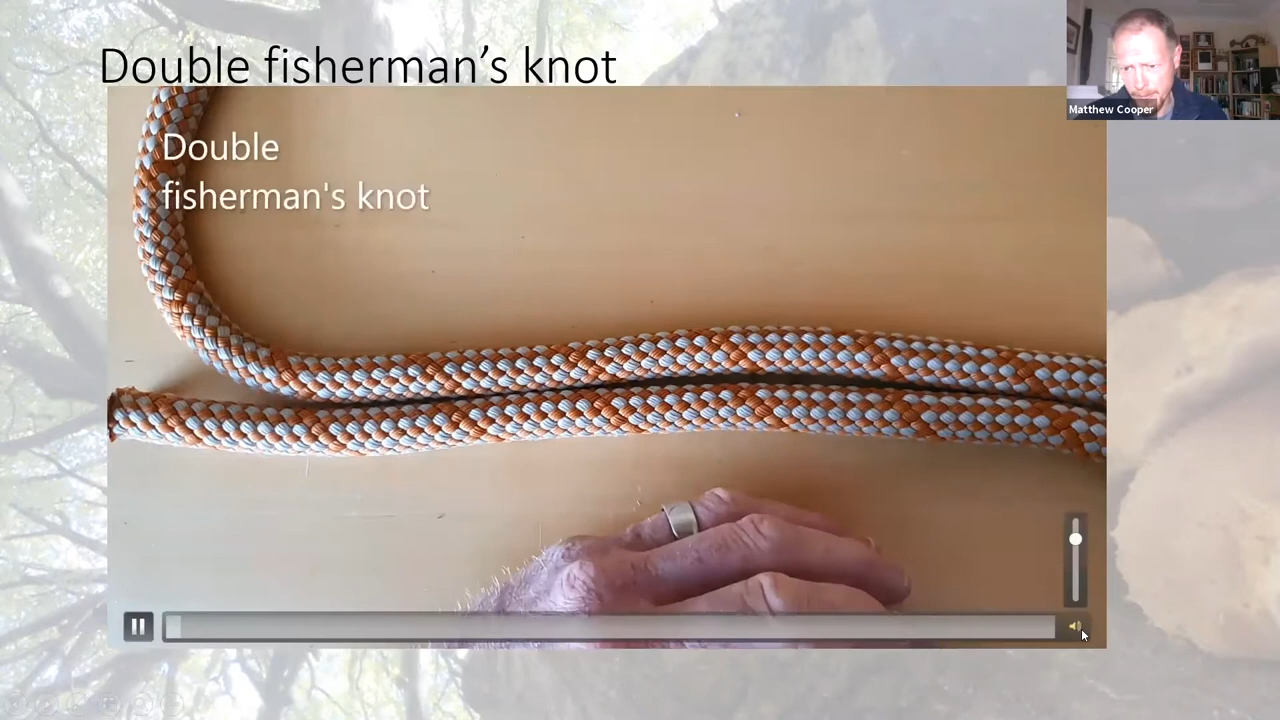 Double fisherman’s knot
Matthew Cooper
Double
fisherman's knot